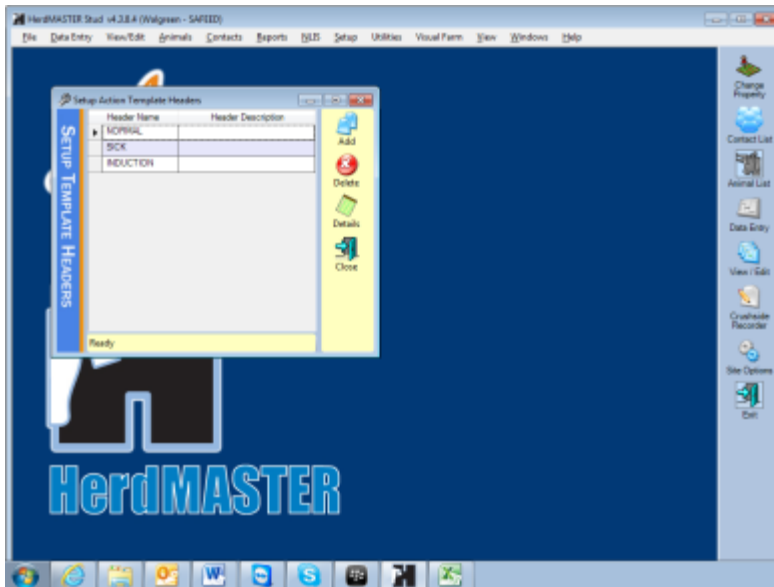 HerdMASTER Stud v4.3.8.4 (Walgreen - SAFEED)
File Data Entry View/Edit Animals Contacts Reports NLIS Setup Utilities Visual Farm View Windows Help
Setup Action Template Headers
SETUP TEMPLATE HEADERS
Header Name Header Description
NORMAL
SICK
INDUCTION
Add
Delete
Details
Close
Ready
Change
Property
Contact List
Animal List
Data Entry
View / Edit
Crushside
Recorder
Site Options
Exit
HerdMASTER